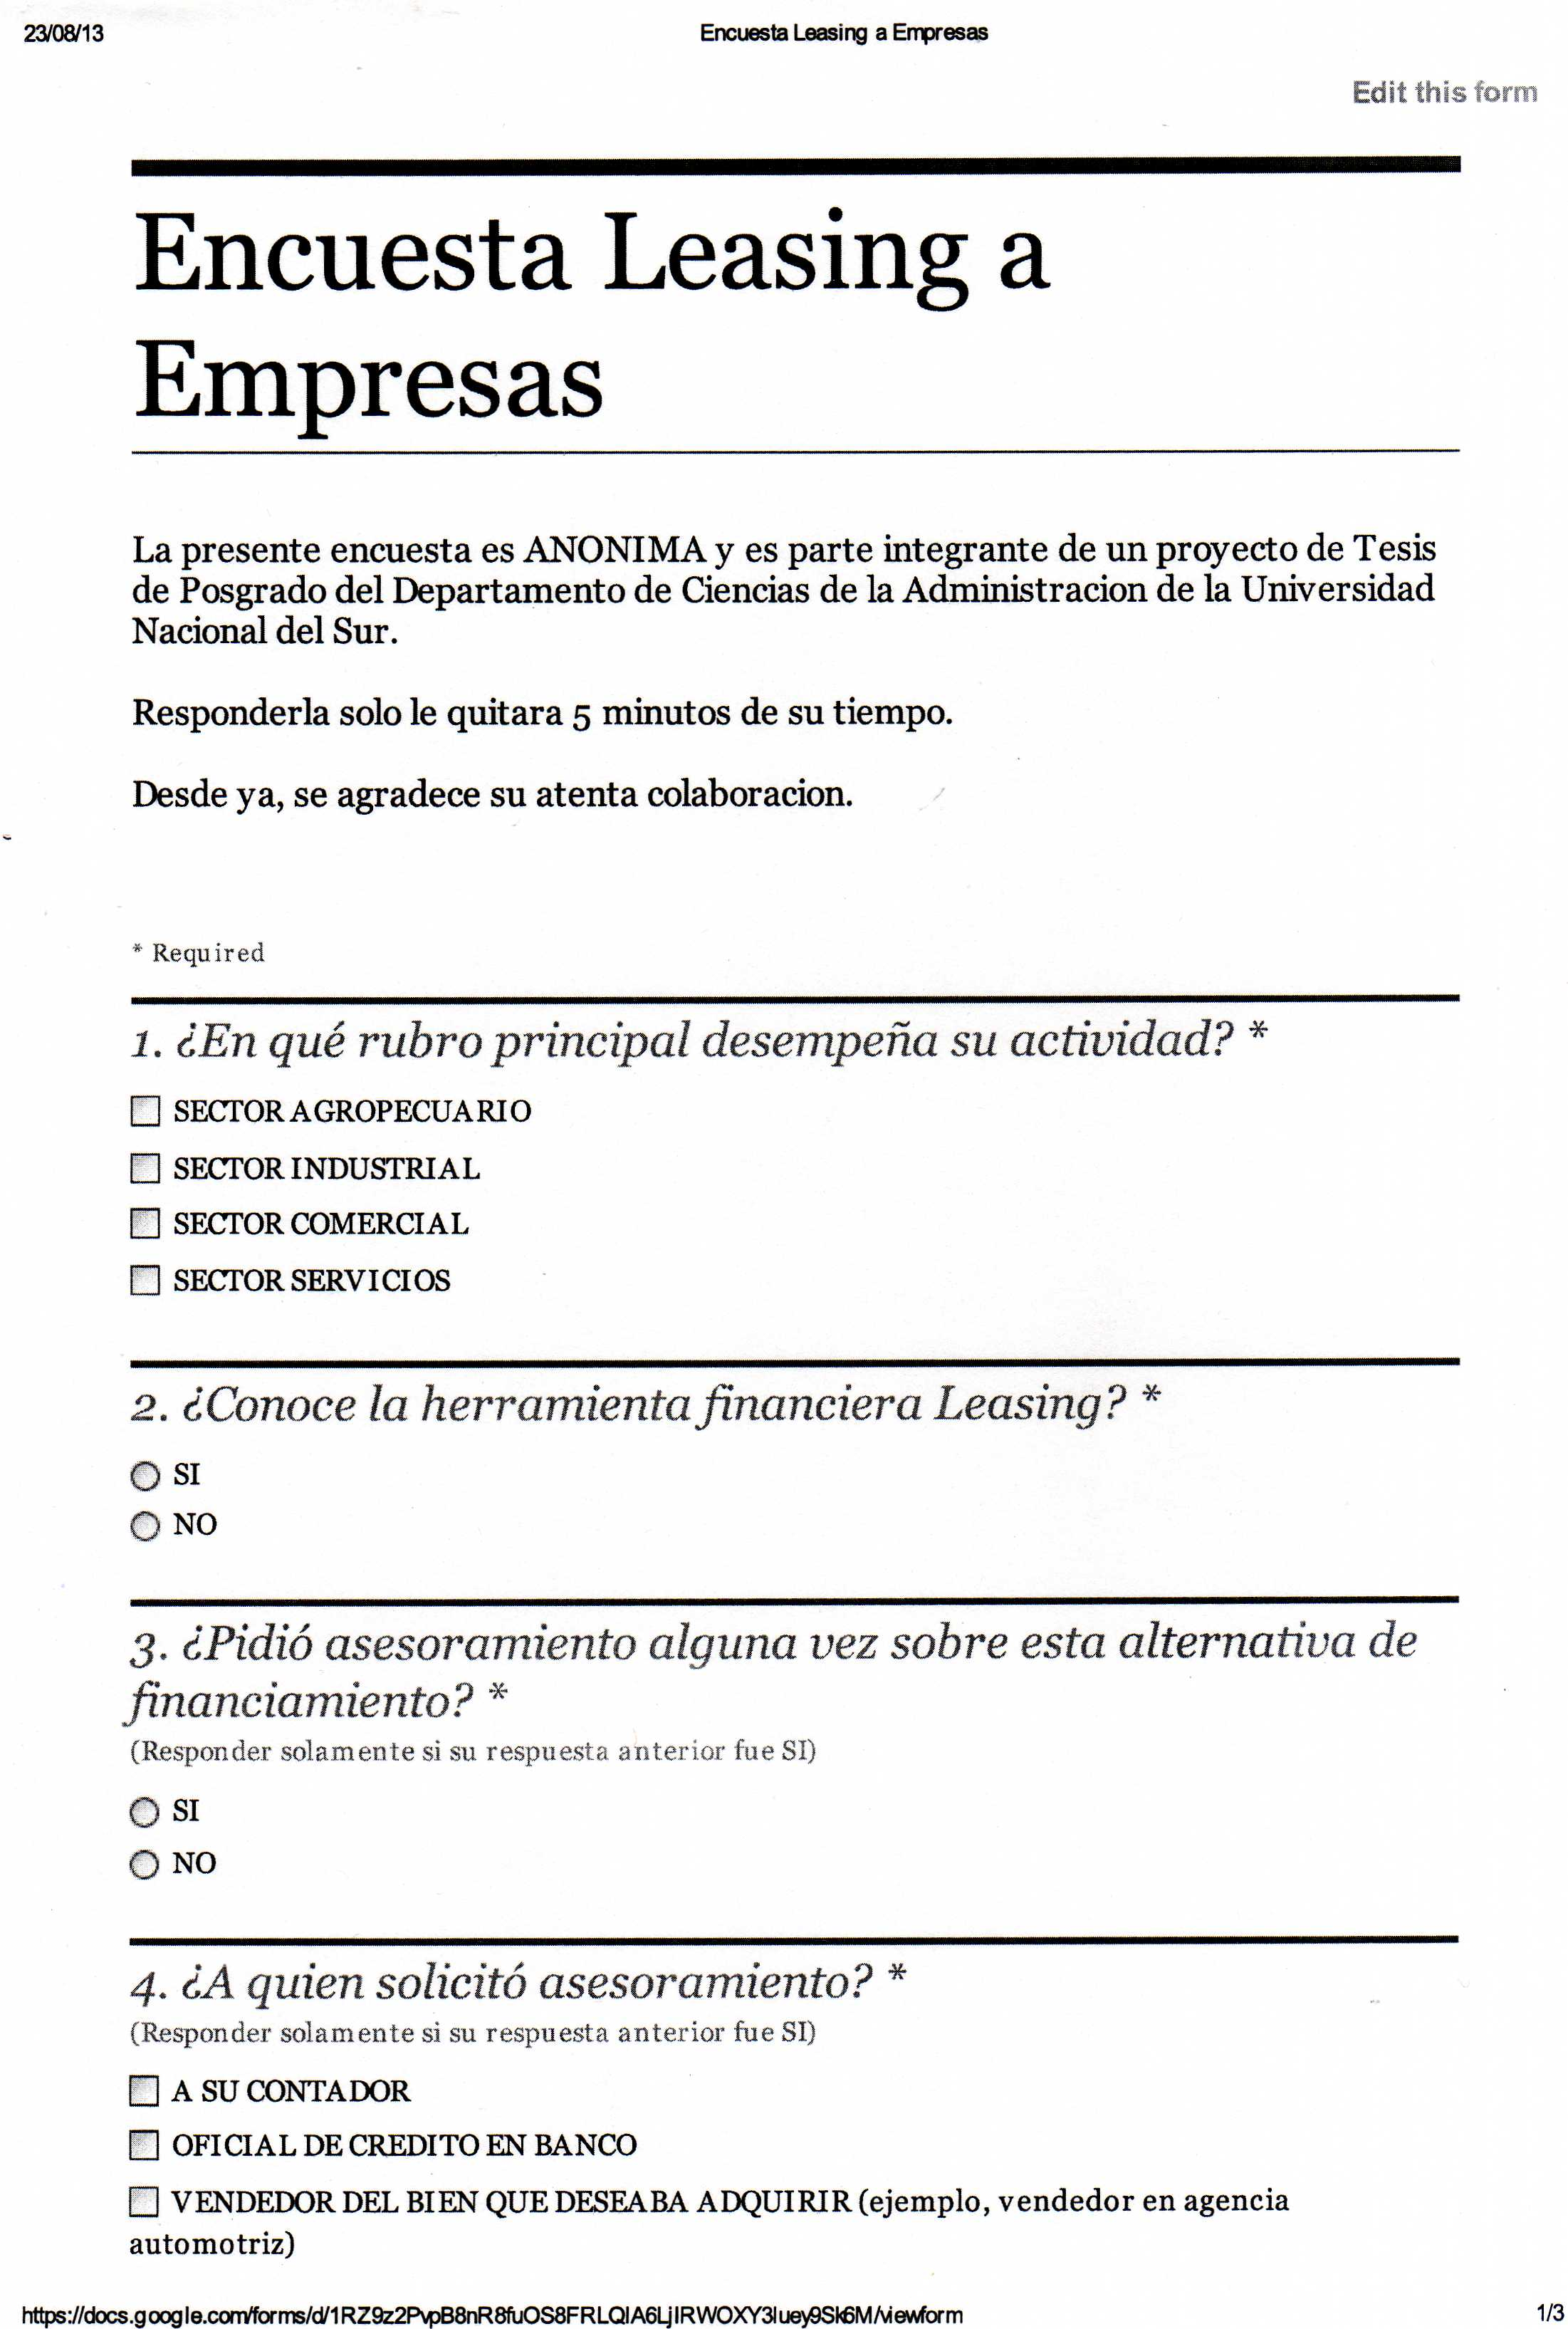 23/08/13 Encuesta Leasing a Empresas
Edit this form
Encuesta Leasing a
Empresas
La presente encuesta es ANONIMA y es parte integrante de un proyecto de Tesis
de Posgrado del Departamento de Ciencias de la Administracion de la Universidad
Nacional del Sur.
Responderla solo le quitara 5 minutos de su tiempo.
Desde ya, se agradece su atenta colaboracion.
* Required
1. ¿En qué rubro principal desempeña su actividad? *
SECTOR AGROPECUARIO
SECTOR INDUSTRIAL
SECTOR COMERCIAL
SECTOR SERVICIOS
2. ¿Conoce la herramienta financiera Leasing? *
SI
NO
3. ¿Pidió asesoramiento alguna vez sobre esta alternativa de
financiamiento? *
(Responder solamente si su respuesta anterior fue SI)
SI
NO
4. ¿A quien solicitó asesoramiento? *
(Responder solamente si su respuesta anterior fue SI)
A SU CONTADOR
OFICIAL DE CREDITO EN BANCO
VENDEDOR DEL BIEN QUE DESEABA ADQUIRIR (ejemplo, vendedor en agencia
automotriz)
https://docs.google.com/forms/d/1RZ9z2PvpB8nR8fuOS8FRLQlA6LjIRWOXY3luey9Sk6M/viewform 1/3